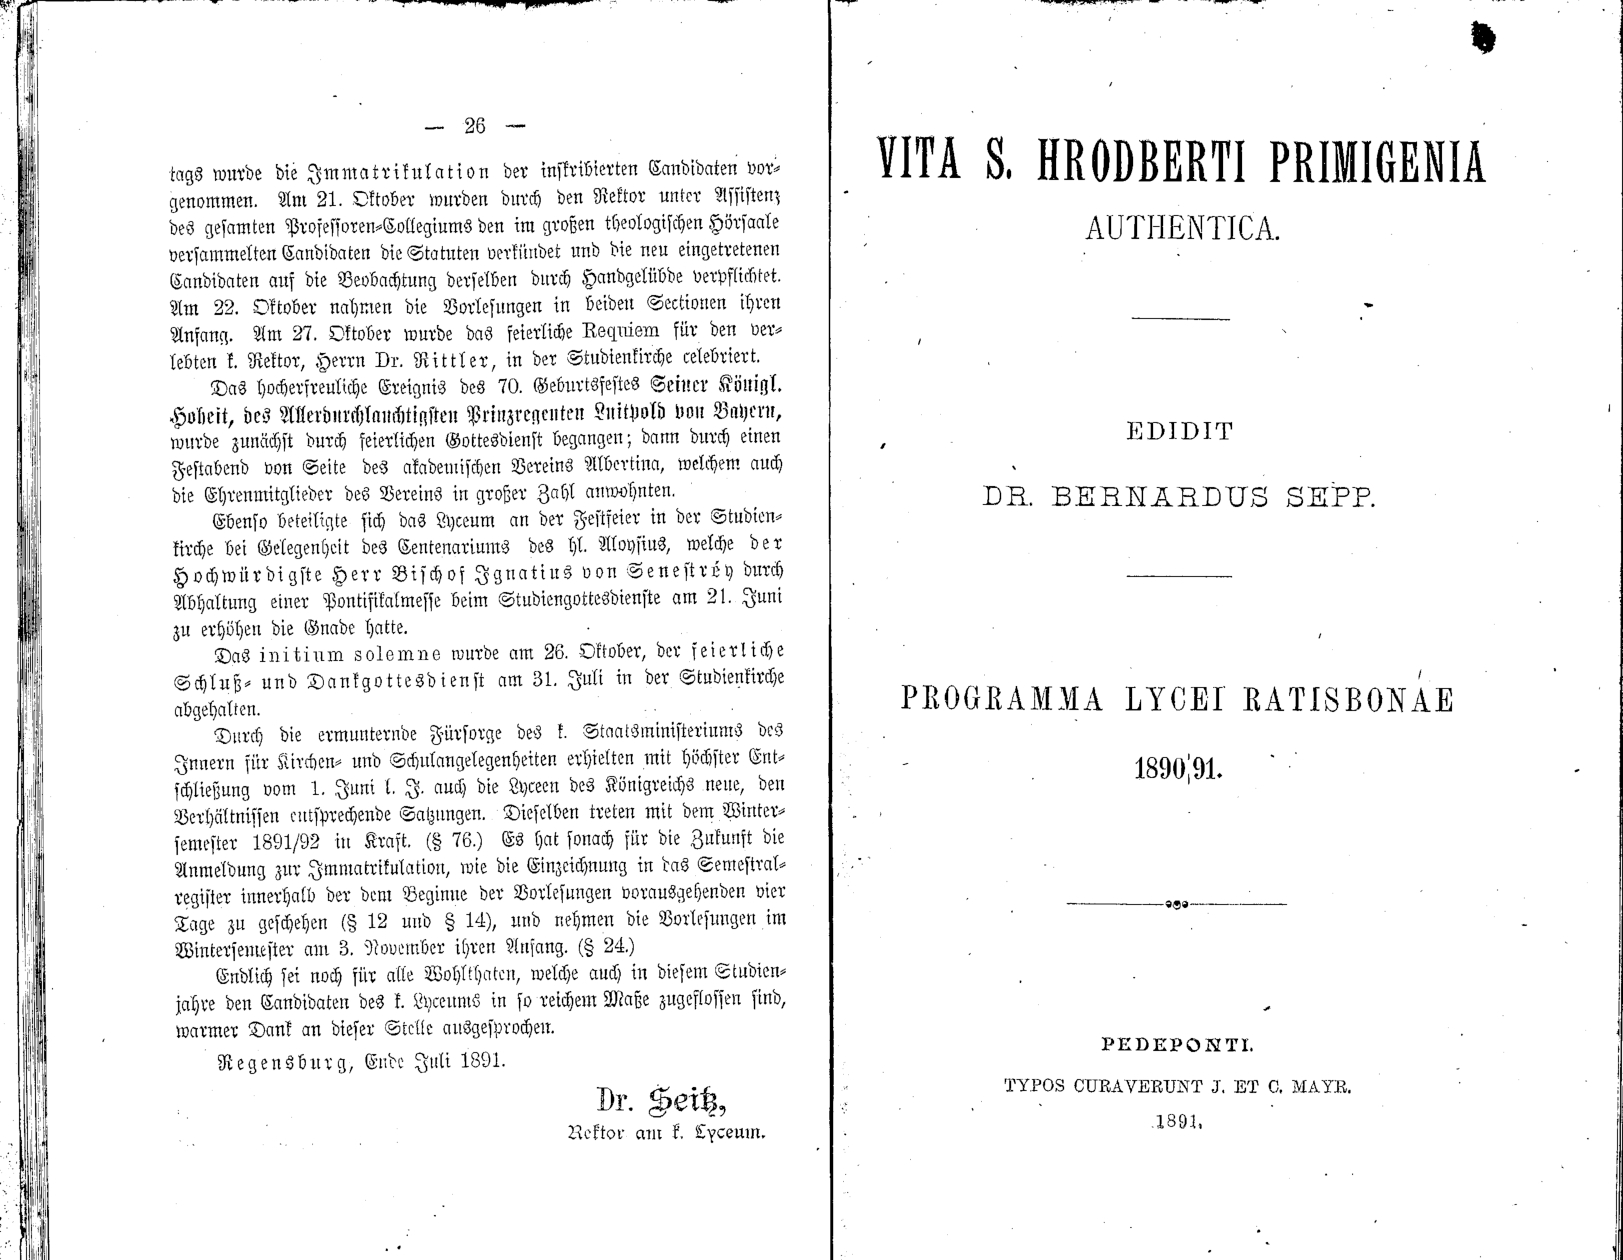 — 26 —
tags wurde die Immatrikulation der inskribierten Candidaten vor-
genommen. Am 21. Oktober wurden durch den Rektor unter Assistenz
des gesamten Professoren-Collegiums den im großen theologischen Hörsaale
versammelten Candidaten die Statuten verkündet und die neu eingetretenen
Candidaten auf die Beobachtung derselben durch Handgelübde verpflichtet.
Am 22. Oktober nahmen die Vorlesungen in beiden Sectionen ihren
Anfang. Am 27. Oktober wurde das feierliche Requiem für den ver-
lebten k. Rektor, Herrn Dr. Rittler, in der Studienkirche celebriert.
Das hocherfreuliche Ereignis des 70. Geburtsfestes Seiner Königl.
Hoheit, des Allerdurchlauchtigsten Prinzregenten Luitpold von Bayern,
wurde zunächst durch feierlichen Gottesdienst begangen; dann durch einen
Festabend von Seite des akademischen Vereins Albertina, welchem auch
die Ehrenmitglieder des Vereins in großer Zahl anwohnten.
Ebenso beteiligte sich das Lyceum an der Festfeier in der Studien-
kirche bei Gelegenheit des Centenariums des hl. Aloysius, welche der
Hochwürdigste Herr Bischof Ignatius von Senestréy durch
Abhaltung einer Pontifikalmesse beim Studiengottesdienste am 21. Juni
zu erhöhen die Gnade hatte.
Das initium solemne wurde am 26. Oktober, der feierliche
Schluß- und Dankgottesdienst am 31. Juli in der Studienkirche
abgehalten.
Durch die ermunternde Fürsorge des k. Staatsministeriums des
Innern für Kirchen- und Schulangelegenheiten erhielten mit höchster Ent-
schließung vom 1. Juni l. J. auch die Lyceen des Königreichs neue, den
Verhältnissen entsprechende Satzungen. Dieselben treten mit dem Winter-
semester 1891/92 in Kraft. (§ 76.) Es hat sonach für die Zukunft die
Anmeldung zur Immatrikulation, wie die Einzeichnung in das Semestral-
register innerhalb der dem Beginne der Vorlesungen vorausgehenden vier
Tage zu geschehen (§ 12 und § 14), und nehmen die Vorlesungen im
Wintersemester am 3. November ihren Anfang. (§ 24.)
Endlich sei noch für alle Wohlthaten, welche auch in diesem Studien-
jahre den Candidaten des k. Lyceums in so reichem Maße zugeflossen sind,
warmer Dank an dieser Stelle ausgesprochen.
Regensburg, Ende Juli 1891.
Dr. Seitz,
Rektor am k. Lyceum.
VITA S. HRODBERTI PRIMIGENIA
AUTHENTICA.
EDIDIT
DR. BERNARDUS SEPP.
PROGRAMMA LYCEI RATISBONAE
1890/91.
PEDEPONTI.
TYPOS CURAVERUNT J. ET C. MAYR.
1891.